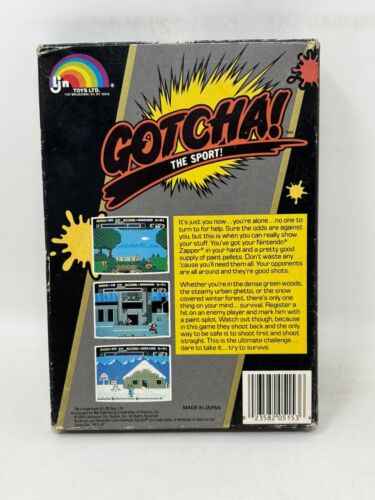 LJN
TOYS LTD.
GOTCHA!
THE SPORT!
It's just you now...you're alone...no one to
turn to for help. Sure the odds are against
you, but this is when you can really show
your stuff. You've got your Nintendo®
Zapper® in your hand and a pretty good
supply of paint pellets. Don't waste any
'cause you'll need them all. Your opponents
are all around and they're good shots.
Whether you're in the dense green woods,
the steamy urban ghetto, or the snow
covered winter forest, there's only one
thing on your mind...survival. Register a
hit on an enemy player and mark him with
a paint spot. Watch out though, because
in this game they shoot back and the only
way to be safe is to shoot first and shoot
straight. This is the ultimate challenge...
dare to take it... try to survive.
MADE IN JAPAN
23582 05153